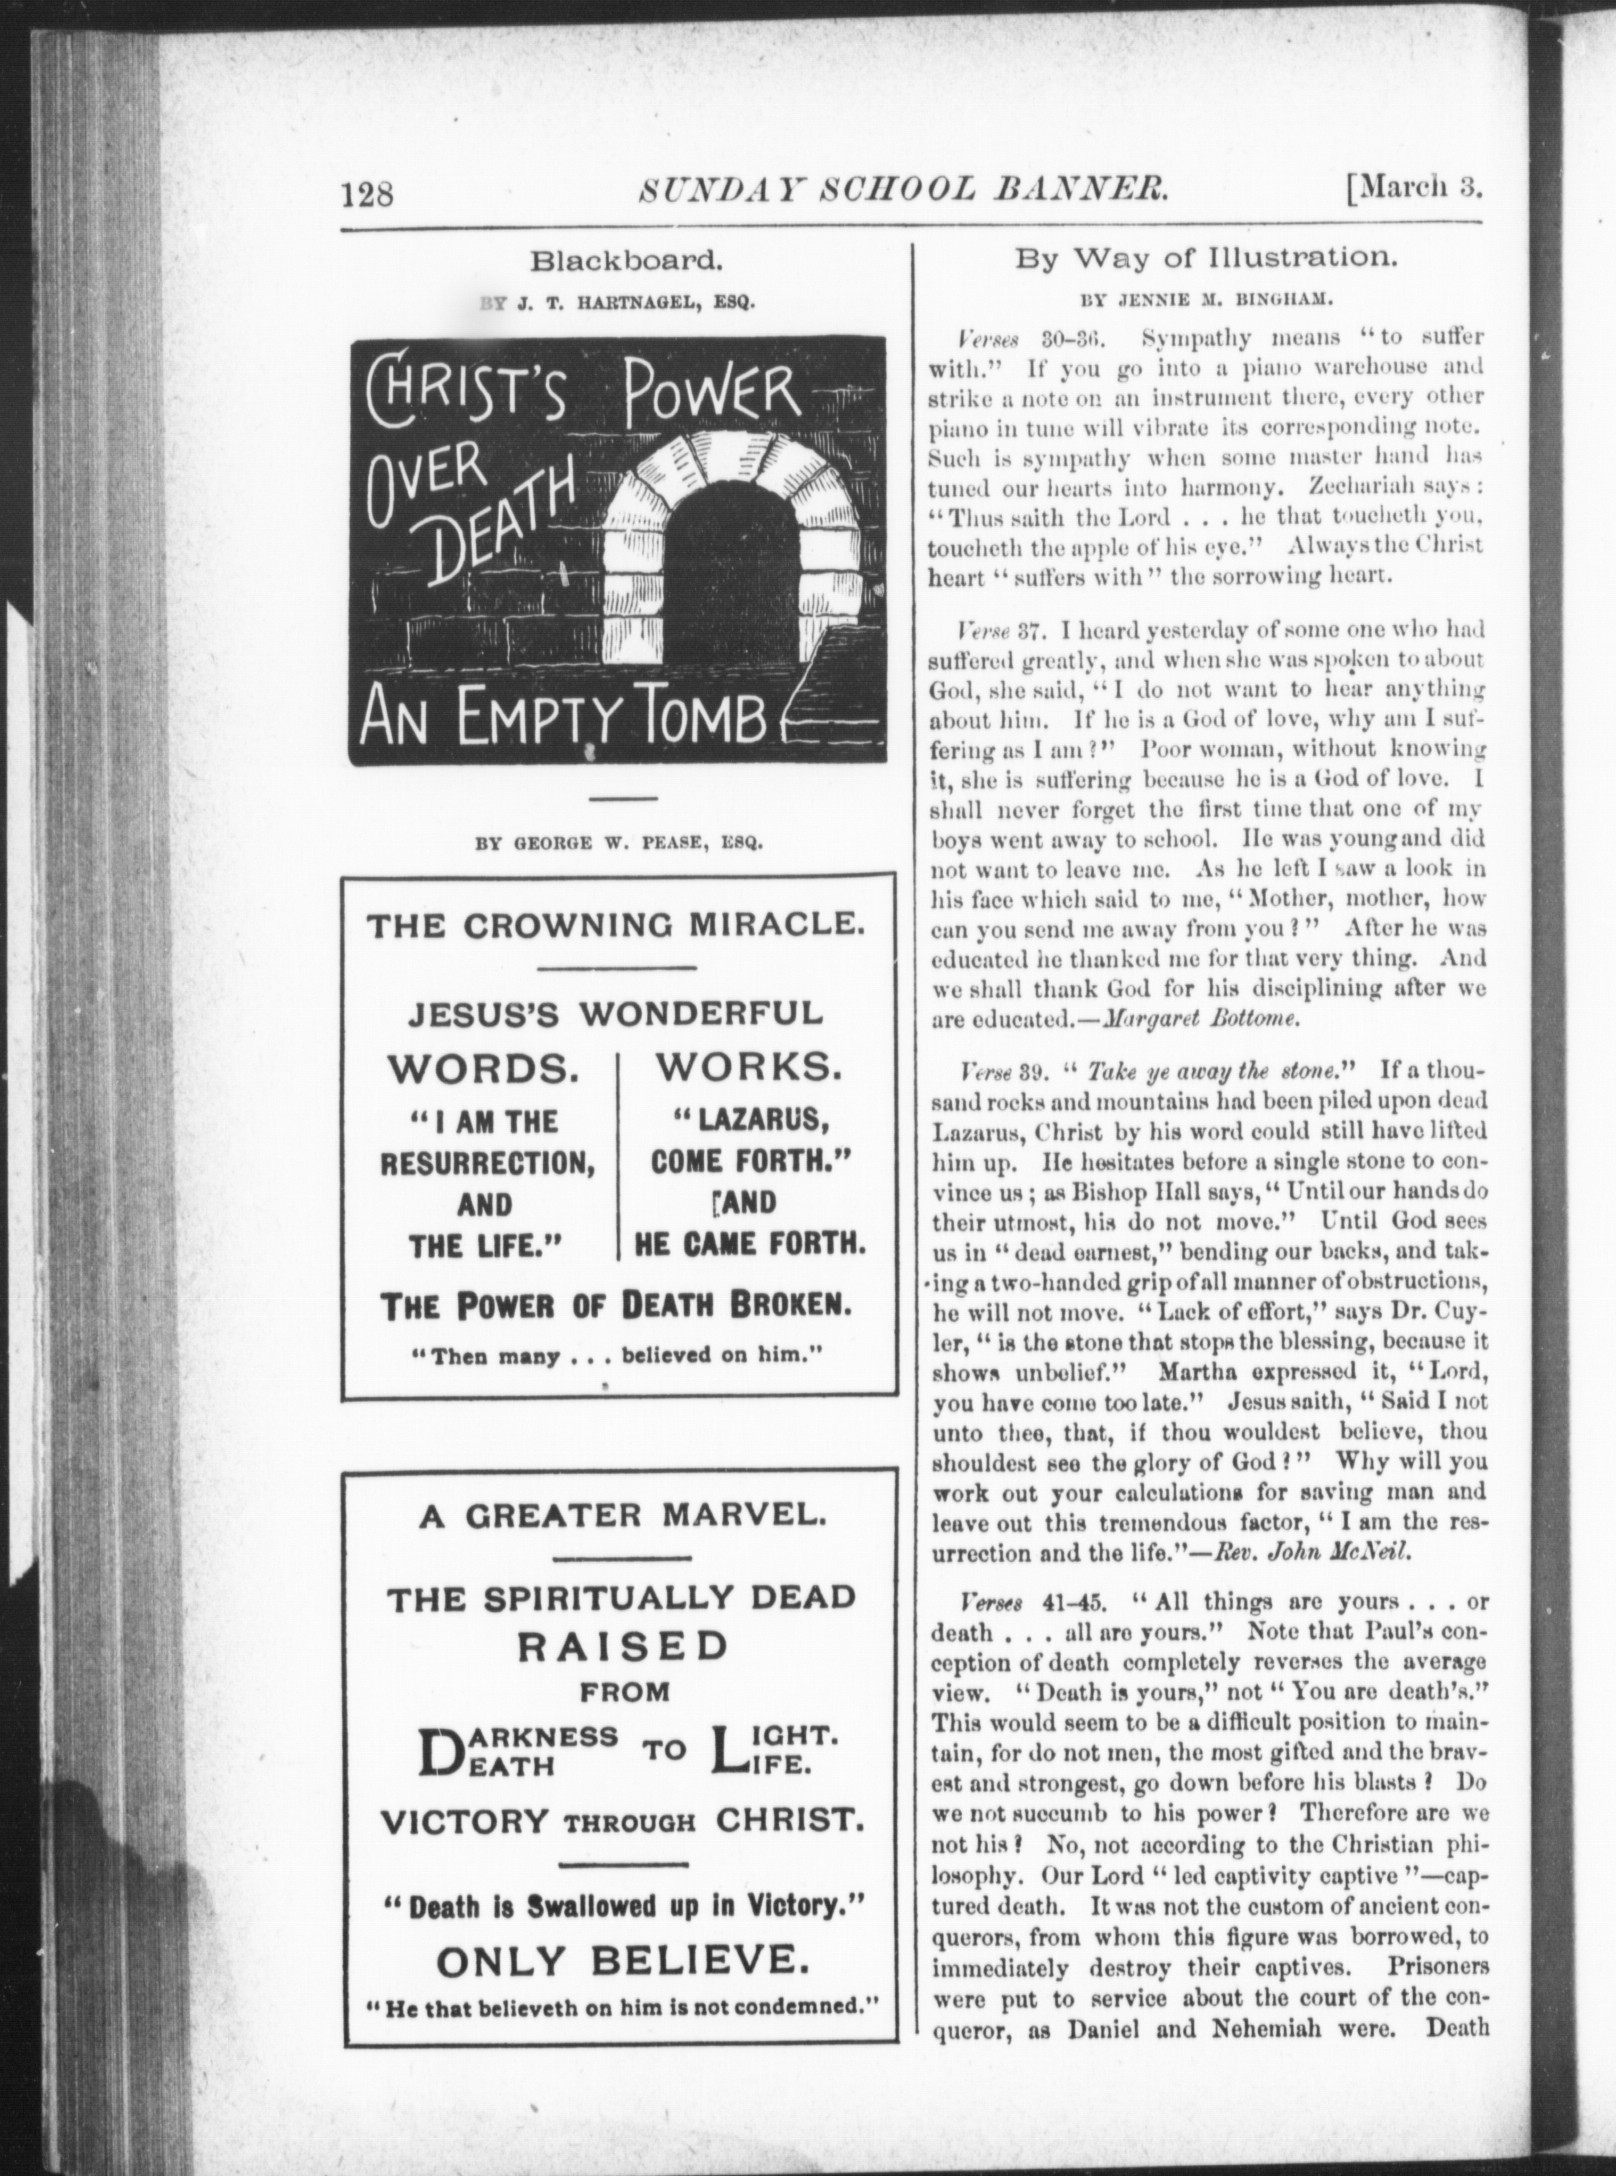 128 SUNDAY SCHOOL BANNER. [March 3.
Blackboard.
BY J. T. HARTNAGEL, ESQ.
CHRIST'S POWER
OVER
DEATH
AN EMPTY TOMB
BY GEORGE W. PEASE, ESQ.
THE CROWNING MIRACLE.
JESUS'S WONDERFUL
WORDS. WORKS.
"I AM THE "LAZARUS,
RESURRECTION, COME FORTH."
AND [AND
THE LIFE." HE CAME FORTH.
THE POWER OF DEATH BROKEN.
"Then many . . . believed on him."
A GREATER MARVEL.
THE SPIRITUALLY DEAD
RAISED
FROM
DARKNESS TO LIGHT.
DEATH LIFE.
VICTORY THROUGH CHRIST.
"Death is Swallowed up in Victory."
ONLY BELIEVE.
"He that believeth on him is not condemned."
By Way of Illustration.
BY JENNIE M. BINGHAM.
Verses 30-36. Sympathy means "to suffer
with." If you go into a piano warehouse and
strike a note on an instrument there, every other
piano in tune will vibrate its corresponding note.
Such is sympathy when some master hand has
tuned our hearts into harmony. Zechariah says:
"Thus saith the Lord . . . he that toucheth you,
toucheth the apple of his eye." Always the Christ
heart "suffers with" the sorrowing heart.
Verse 37. I heard yesterday of some one who had
suffered greatly, and when she was spoken to about
God, she said, "I do not want to hear anything
about him. If he is a God of love, why am I suf-
fering as I am?" Poor woman, without knowing
it, she is suffering because he is a God of love. I
shall never forget the first time that one of my
boys went away to school. He was young and did
not want to leave me. As he left I saw a look in
his face which said to me, "Mother, mother, how
can you send me away from you?" After he was
educated he thanked me for that very thing. And
we shall thank God for his disciplining after we
are educated.—Margaret Bottome.
Verse 39. "Take ye away the stone." If a thou-
sand rocks and mountains had been piled upon dead
Lazarus, Christ by his word could still have lifted
him up. He hesitates before a single stone to con-
vince us; as Bishop Hall says, "Until our hands do
their utmost, his do not move." Until God sees
us in "dead earnest," bending our backs, and tak-
ing a two-handed grip of all manner of obstructions,
he will not move. "Lack of effort," says Dr. Cuy-
ler, "is the stone that stops the blessing, because it
shows unbelief." Martha expressed it, "Lord,
you have come too late." Jesus saith, "Said I not
unto thee, that, if thou wouldest believe, thou
shouldest see the glory of God?" Why will you
work out your calculations for saving man and
leave out this tremendous factor, "I am the res-
urrection and the life."—Rev. John McNeil.
Verses 41-45. "All things are yours . . . or
death . . . all are yours." Note that Paul's con-
ception of death completely reverses the average
view. "Death is yours," not "You are death's."
This would seem to be a difficult position to main-
tain, for do not men, the most gifted and the brav-
est and strongest, go down before his blasts? Do
we not succumb to his power? Therefore are we
not his? No, not according to the Christian phi-
losophy. Our Lord "led captivity captive"—cap-
tured death. It was not the custom of ancient con-
querors, from whom this figure was borrowed, to
immediately destroy their captives. Prisoners
were put to service about the court of the con-
queror, as Daniel and Nehemiah were. Death